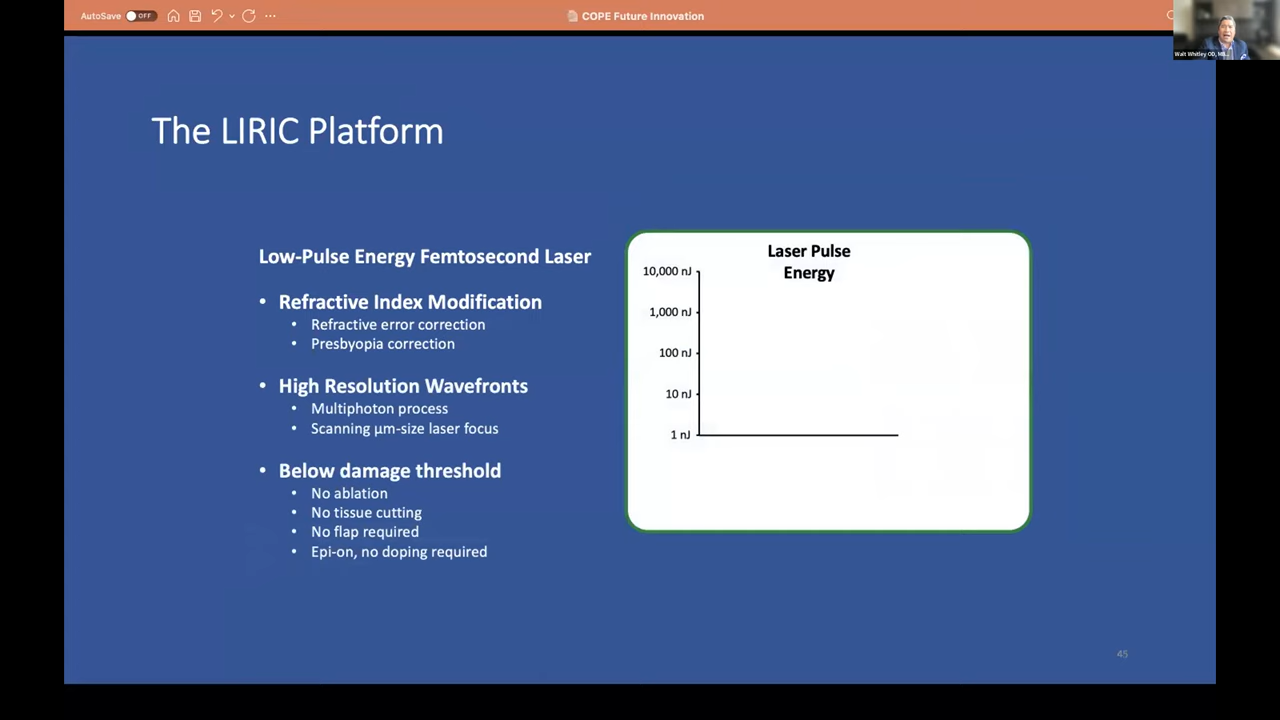 AutoSave OFF
COPE Future Innovation
Walt Whitley OD, MB...
The LIRIC Platform
Low-Pulse Energy Femtosecond Laser
• Refractive Index Modification
• Refractive error correction
• Presbyopia correction
• High Resolution Wavefronts
• Multiphoton process
• Scanning µm-size laser focus
• Below damage threshold
• No ablation
• No tissue cutting
• No flap required
• Epi-on, no doping required
Laser Pulse
Energy
10,000 nJ
1,000 nJ
100 nJ
10 nJ
1 nJ
45